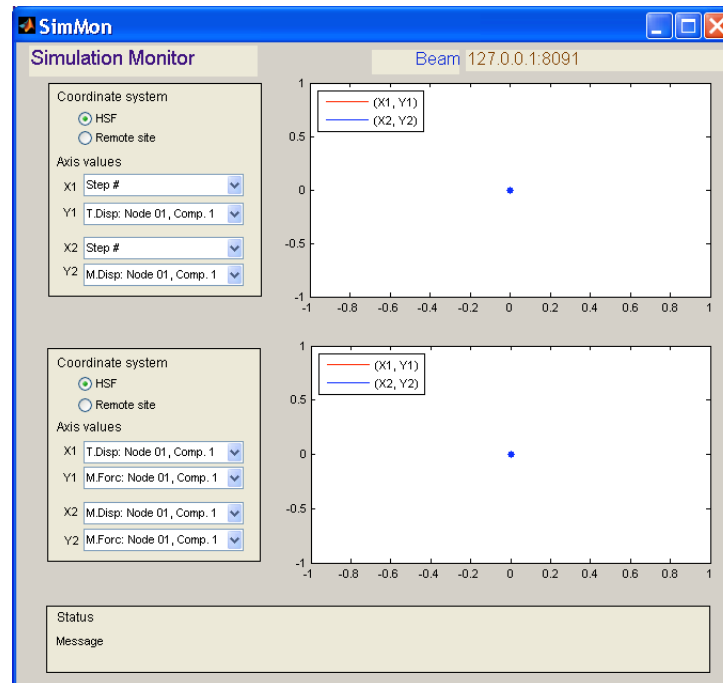 SimMon
Simulation Monitor
Beam 127.0.0.1:8091
Coordinate system
HSF
Remote site
Axis values
X1 Step #
Y1 T.Disp: Node 01, Comp. 1
X2 Step #
Y2 M.Disp: Node 01, Comp. 1
(X1, Y1)
(X2, Y2)
1
0.5
0
-0.5
-1
-1 -0.8 -0.6 -0.4 -0.2 0 0.2 0.4 0.6 0.8 1
Coordinate system
HSF
Remote site
Axis values
X1 T.Disp: Node 01, Comp. 1
Y1 M.Forc: Node 01, Comp. 1
X2 M.Disp: Node 01, Comp. 1
Y2 M.Forc: Node 01, Comp. 1
(X1, Y1)
(X2, Y2)
1
0.5
0
-0.5
-1
-1 -0.8 -0.6 -0.4 -0.2 0 0.2 0.4 0.6 0.8 1
Status
Message